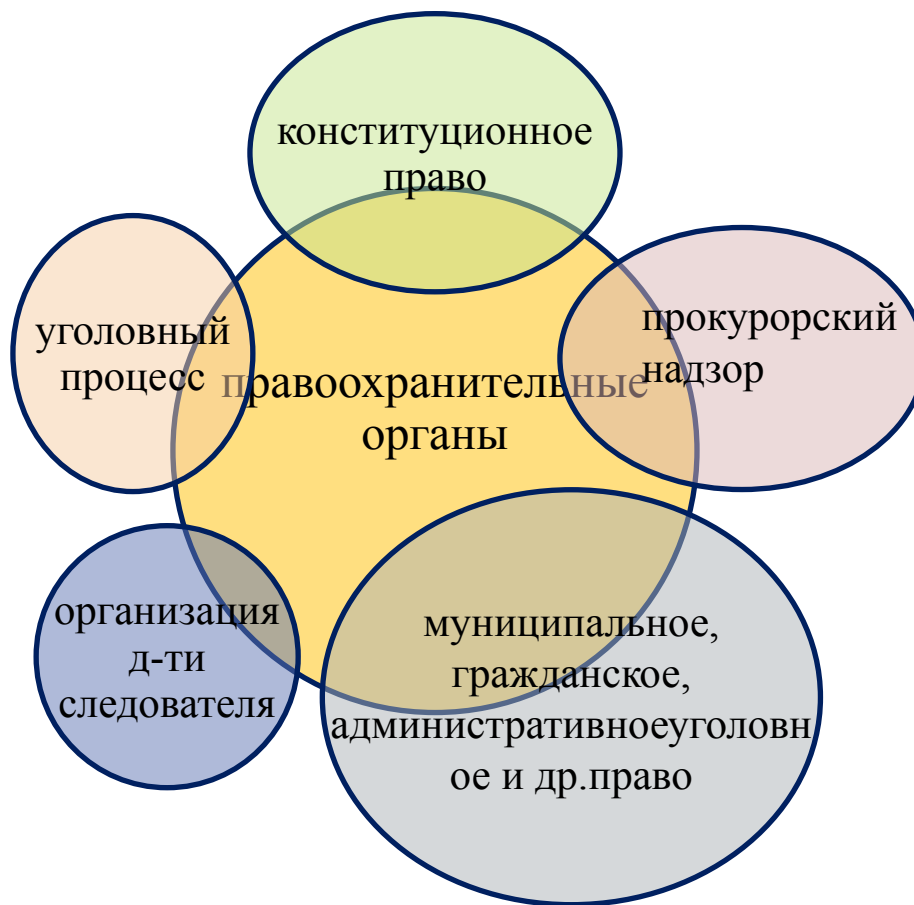 конституционное
право
уголовный
процесс
прокурорский
надзор
правоохранительные
органы
организация
д-ти
следователя
муниципальное,
гражданское,
административноеуголовн
ое и др.право